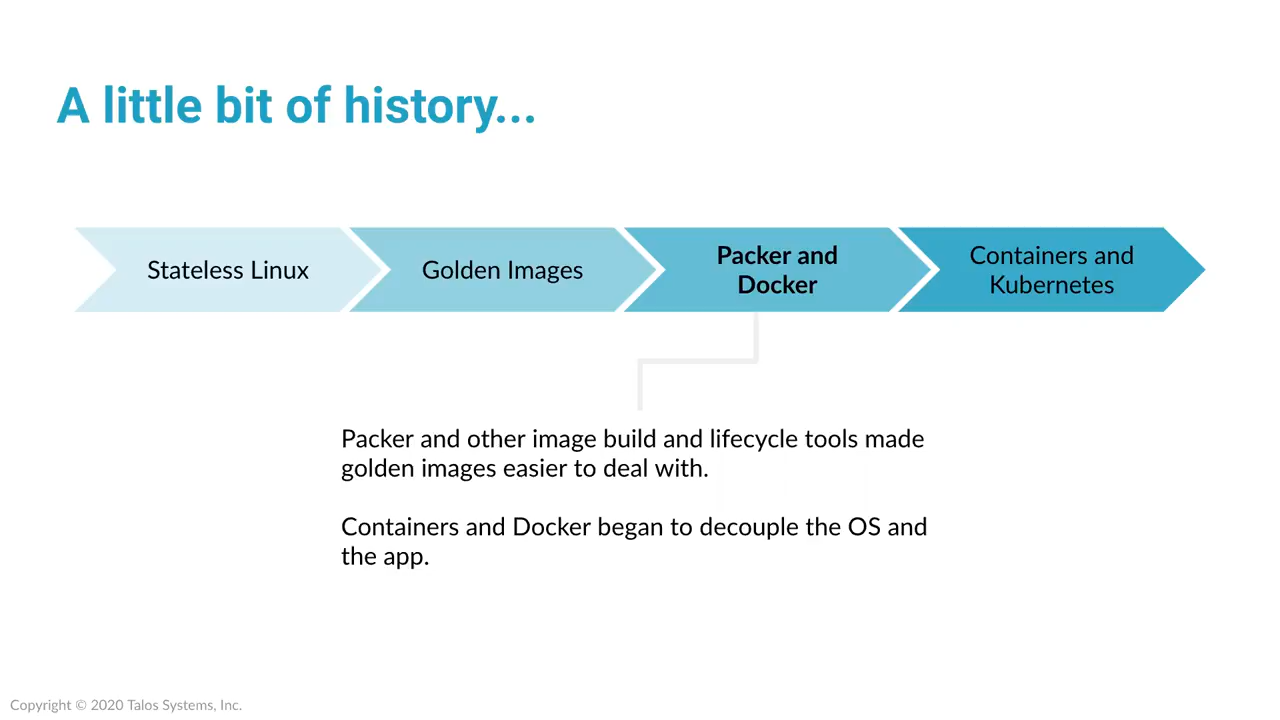 A little bit of history...
Stateless Linux
Golden Images
Packer and
Docker
Containers and
Kubernetes
Packer and other image build and lifecycle tools made
golden images easier to deal with.
Containers and Docker began to decouple the OS and
the app.
Copyright © 2020 Talos Systems, Inc.